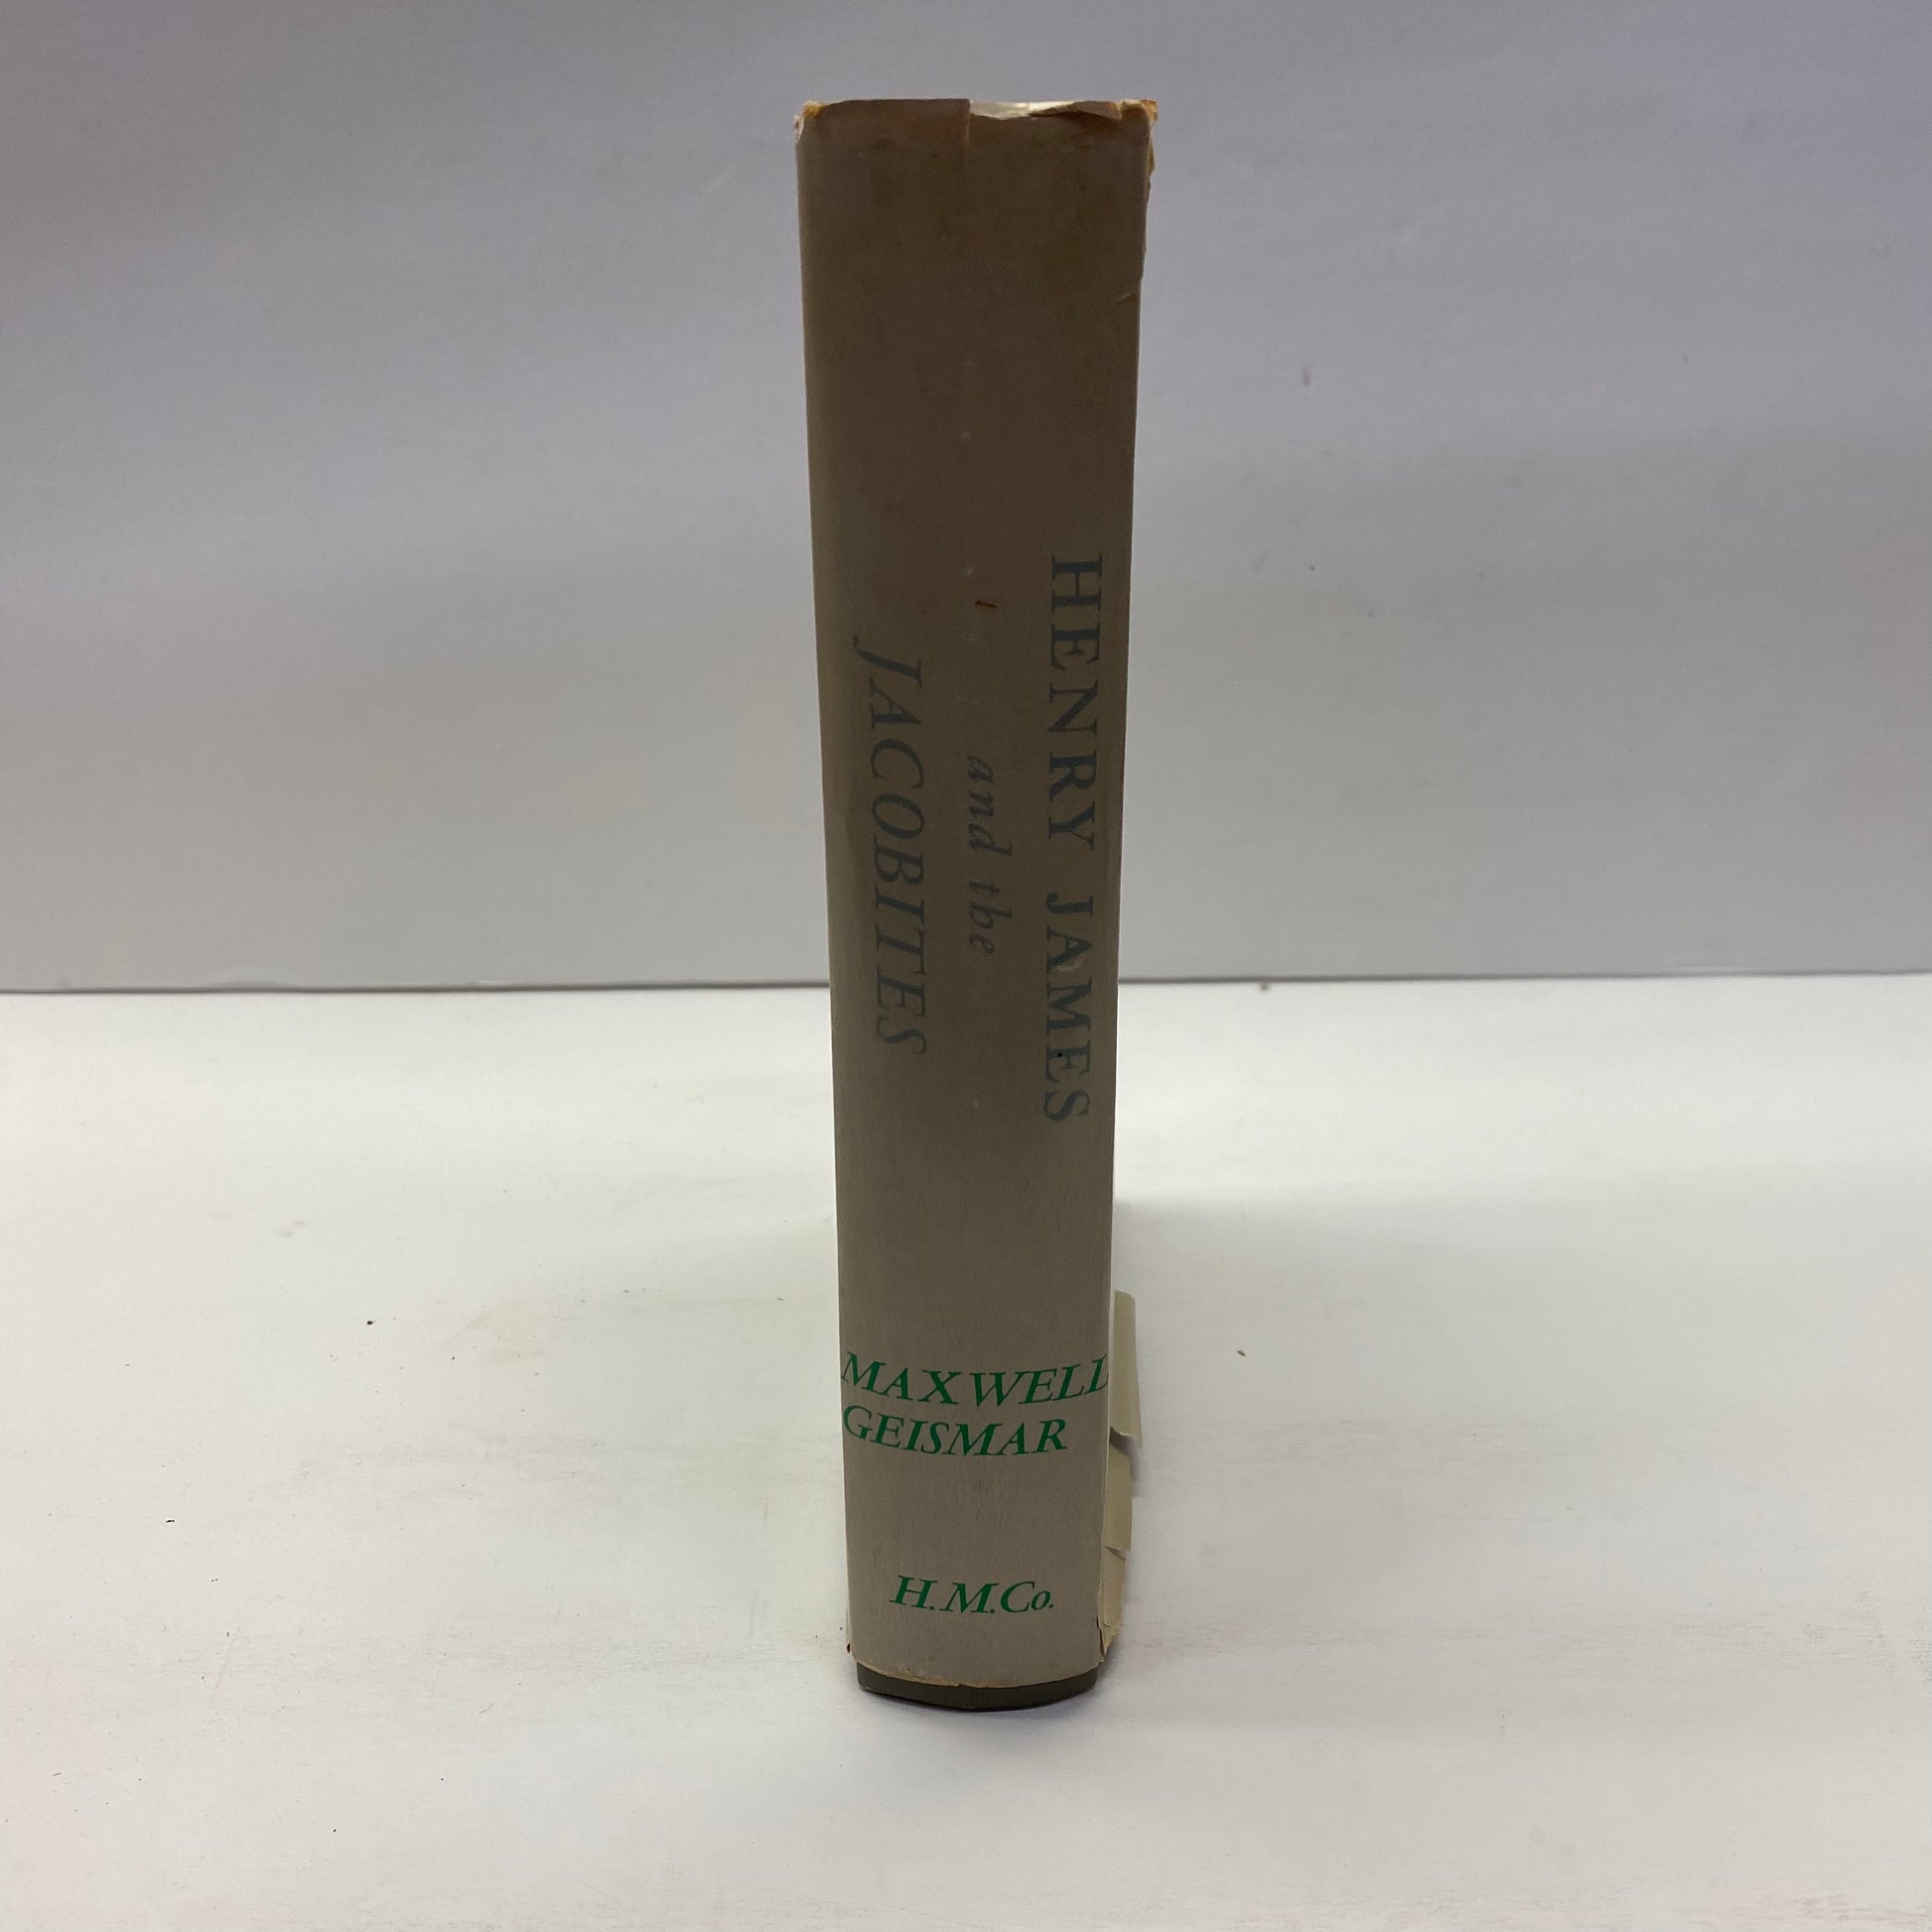 HENRY JAMES
and the
JACOBITES
MAXWELL
GEISMAR
H.M.Co.